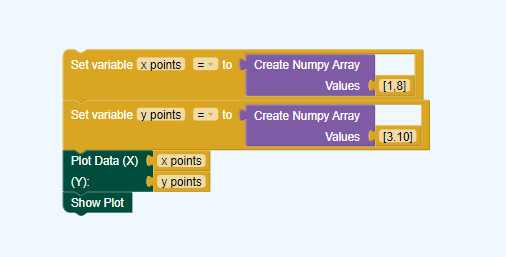 Set variable x points = to Create Numpy Array
Values [1,8]
Set variable y points = to Create Numpy Array
Values [3.10]
Plot Data (X) x points
(Y): y points
Show Plot